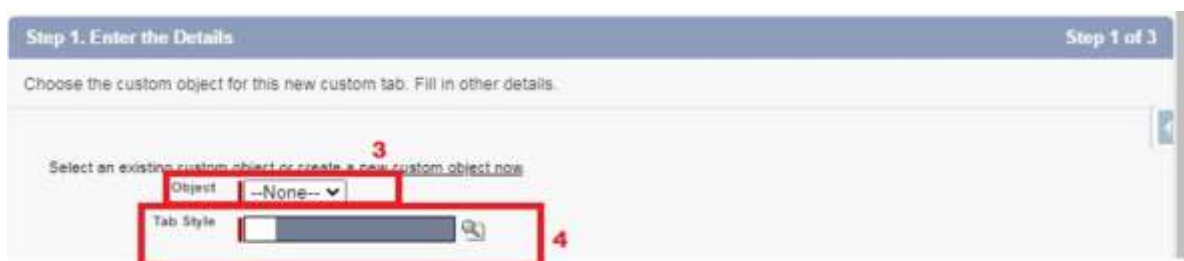 Step 1. Enter the Details Step 1 of 3
Choose the custom object for this new custom tab. Fill in other details.
3
Select an existing custom object or create a new custom object now
Object --None--
Tab Style
4